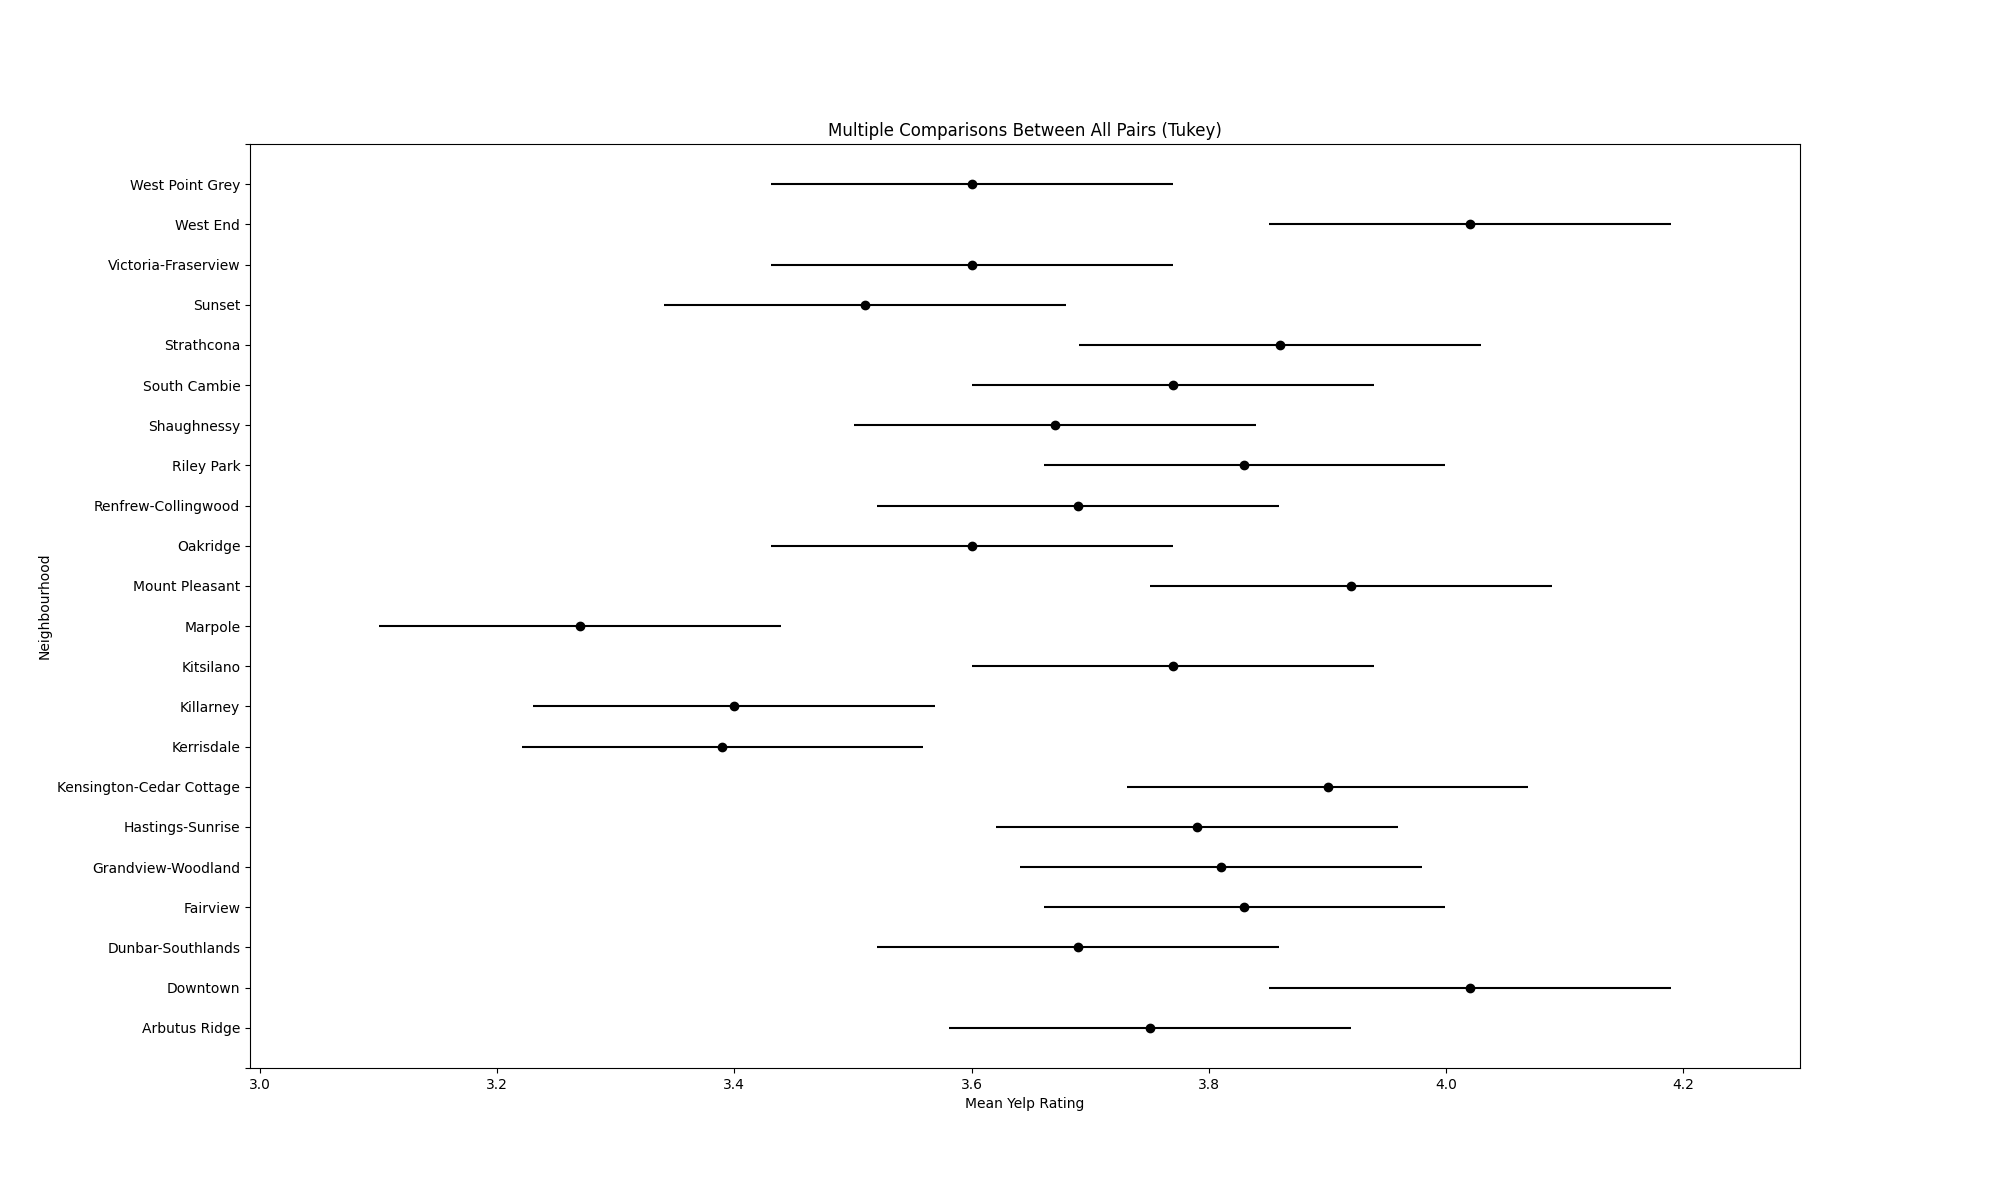 Multiple Comparisons Between All Pairs (Tukey)
West Point Grey
West End
Victoria-Fraserview
Sunset
Strathcona
South Cambie
Shaughnessy
Riley Park
Renfrew-Collingwood
Oakridge
Mount Pleasant
Marpole
Kitsilano
Killarney
Kerrisdale
Kensington-Cedar Cottage
Hastings-Sunrise
Grandview-Woodland
Fairview
Dunbar-Southlands
Downtown
Arbutus Ridge
Neighbourhood
3.0 3.2 3.4 3.6 3.8 4.0 4.2
Mean Yelp Rating